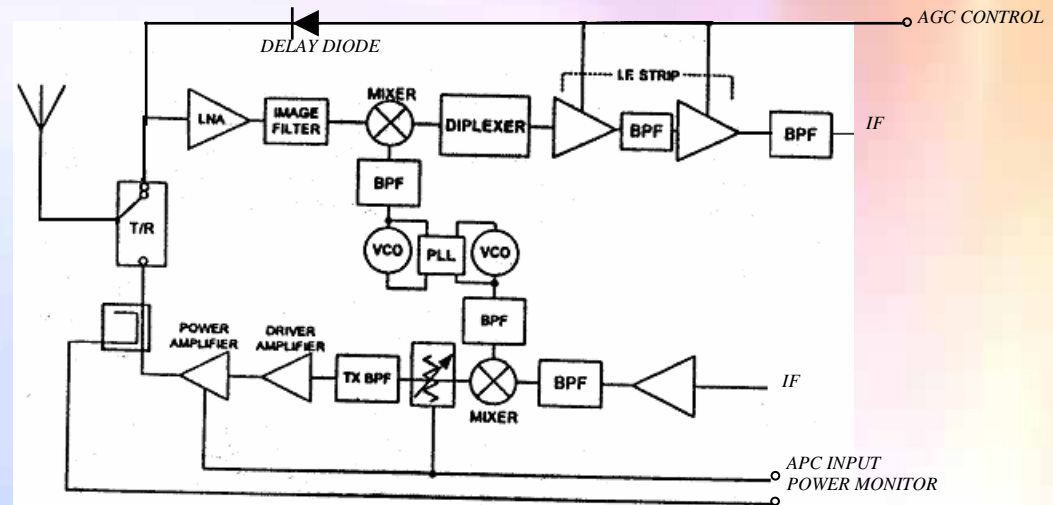 AGC CONTROL
DELAY DIODE
I.F. STRIP
MIXER
LNA
IMAGE
FILTER
DIPLEXER
BPF
BPF
IF
BPF
T/R
VCO
PLL
VCO
BPF
POWER
AMPLIFIER
DRIVER
AMPLIFIER
TX BPF
BPF
IF
MIXER
APC INPUT
POWER MONITOR